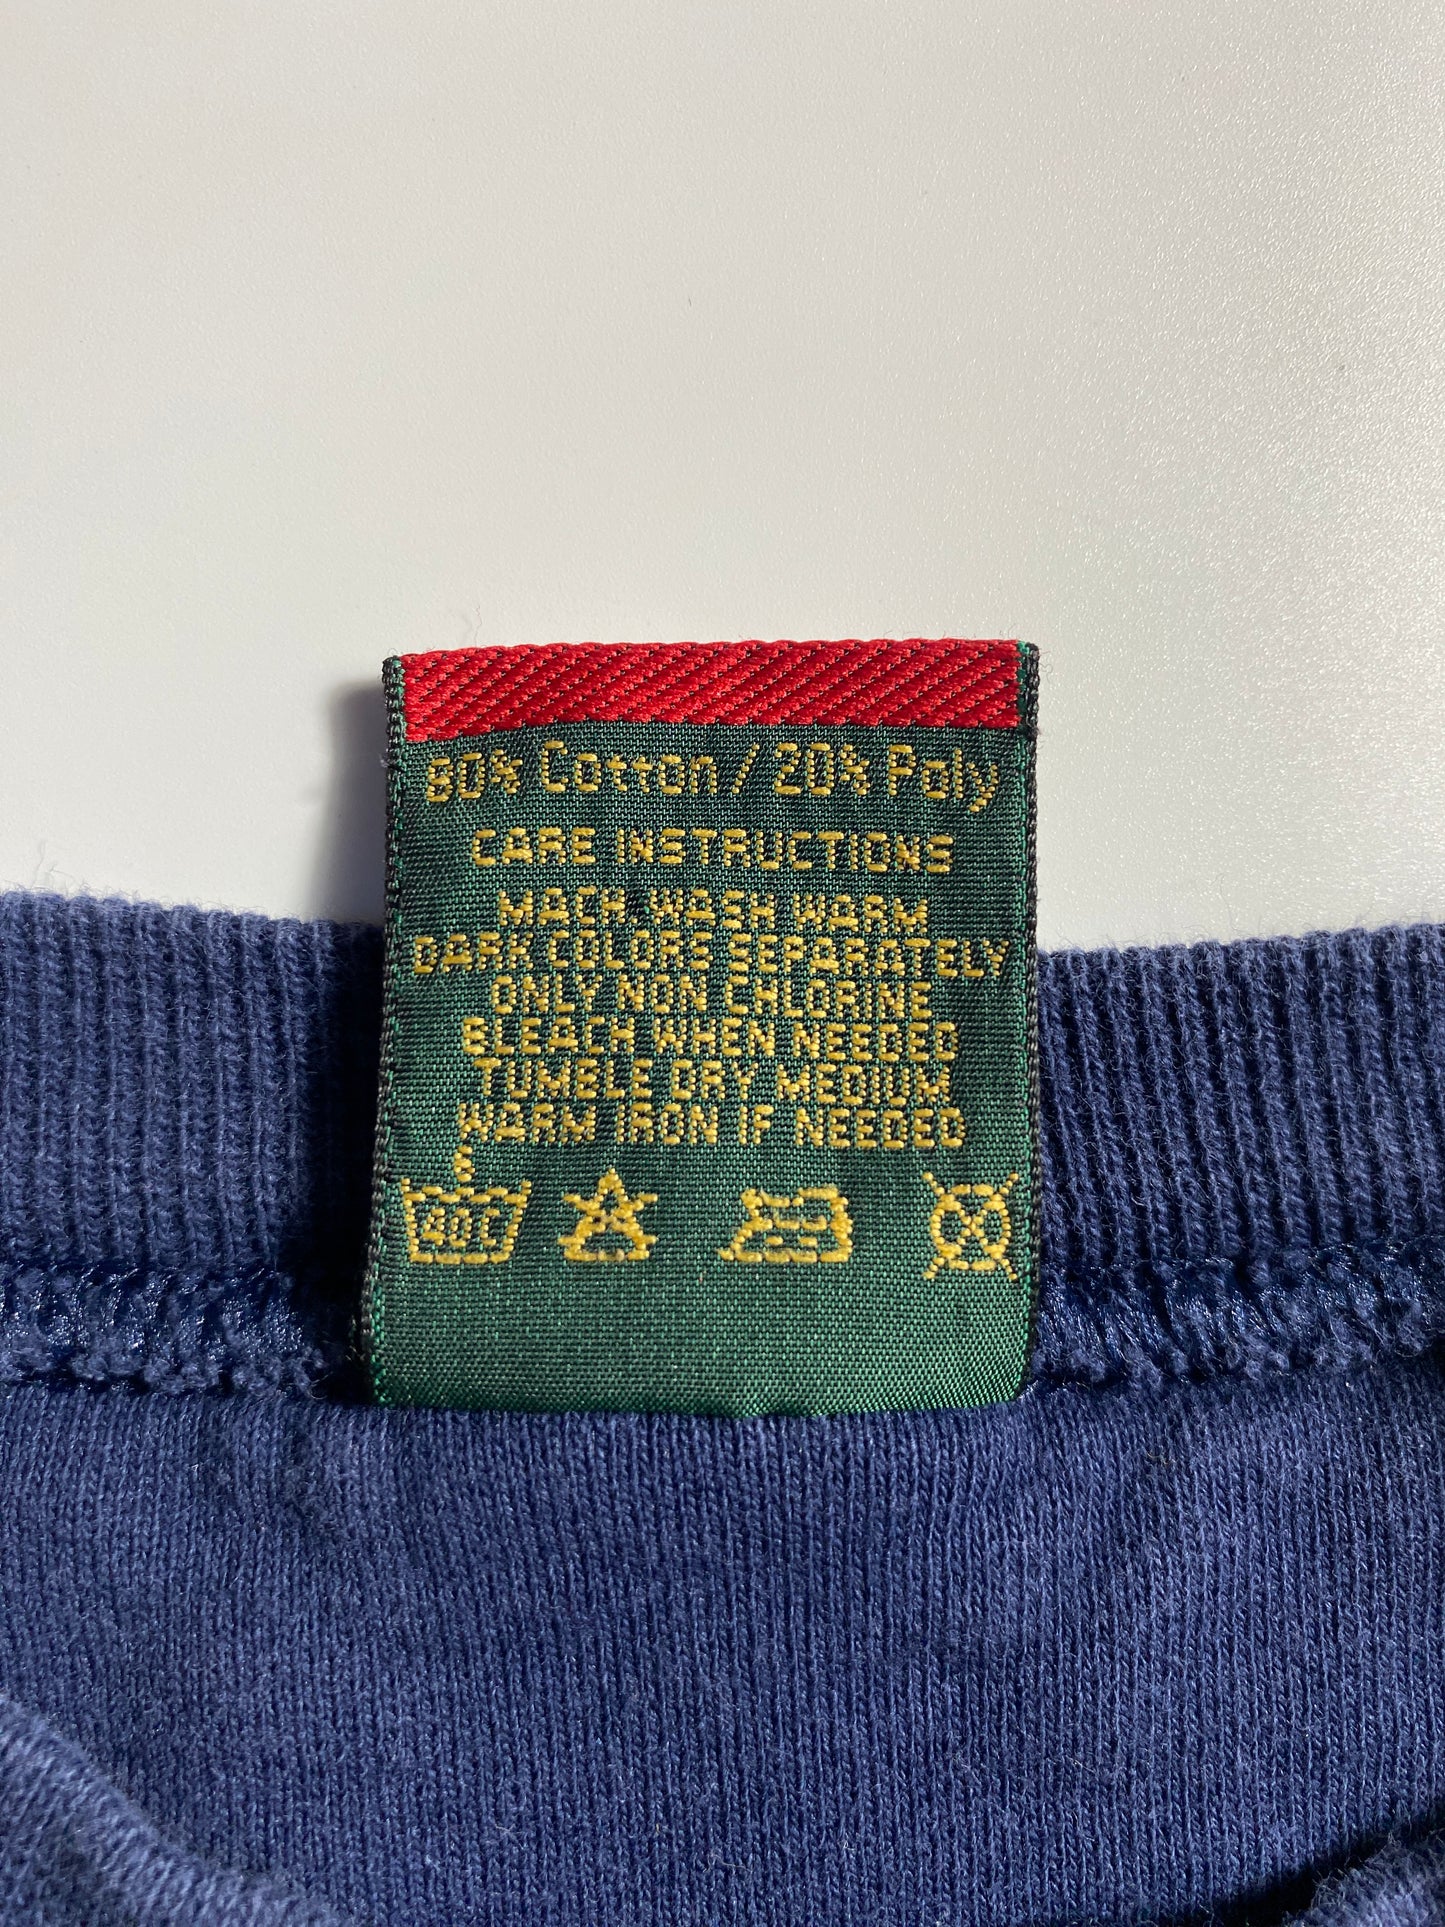 80% Cotton / 20% Poly
CARE INSTRUCTIONS
MACH WASH WARM
DARK COLORS SEPARATELY
ONLY NON CHLORINE
BLEACH WHEN NEEDED
TUMBLE DRY MEDIUM
WARM IRON IF NEEDED
40C